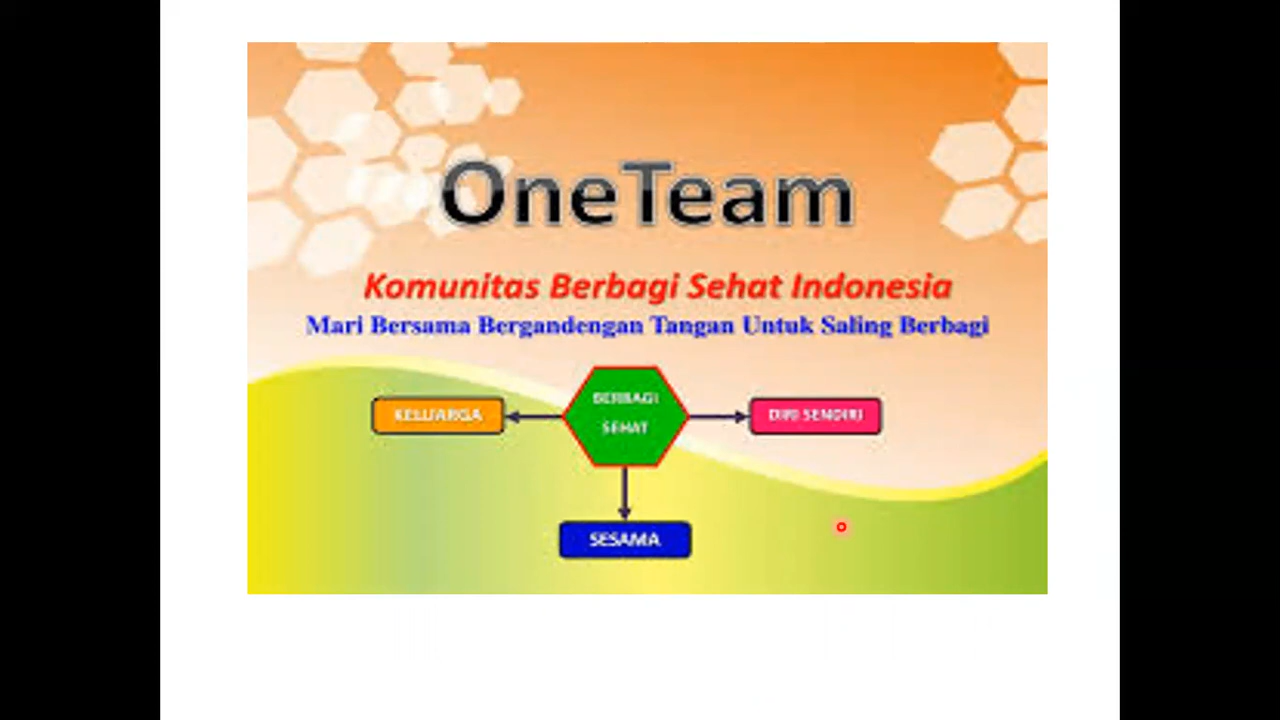 OneTeam
Komunitas Berbagi Sehat Indonesia
Mari Bersama Bergandengan Tangan Untuk Saling Berbagi
BERBAGI
SEHAT
KELUARGA
DIRI SENDIRI
SESAMA